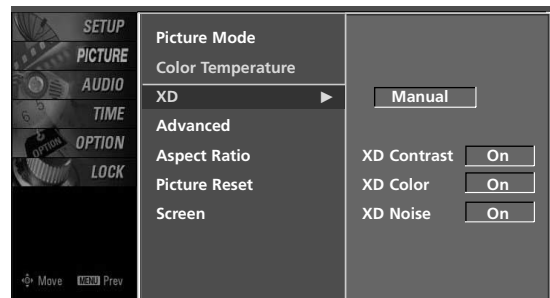 SETUP
PICTURE
AUDIO
TIME
OPTION
LOCK
Move MENU Prev
Picture Mode
Color Temperature
XD ▶
Advanced
Aspect Ratio
Picture Reset
Screen
Manual
XD Contrast On
XD Color On
XD Noise On